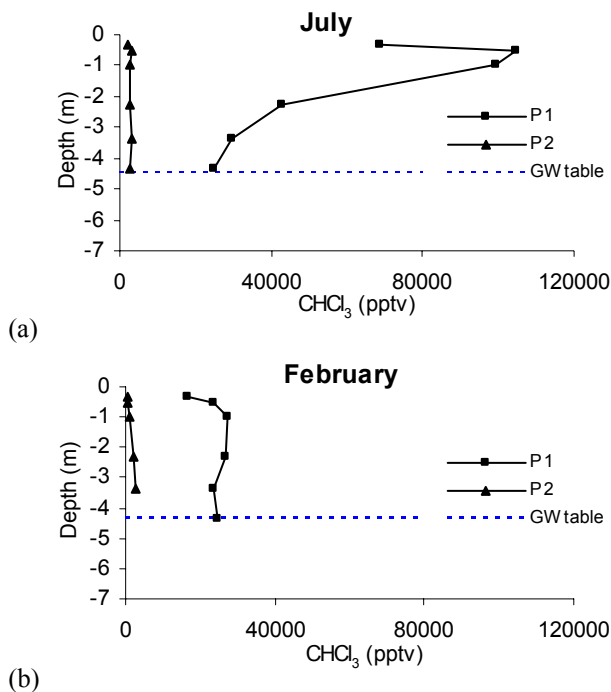 July
0
-1
-2
-3
-4
-5
-6
-7
Depth (m)
P1
P2
GW table
0 40000 80000 120000
CHCl₃ (pptv)
(a)
February
0
-1
-2
-3
-4
-5
-6
-7
Depth (m)
P1
P2
GW table
0 40000 80000 120000
CHCl₃ (pptv)
(b)